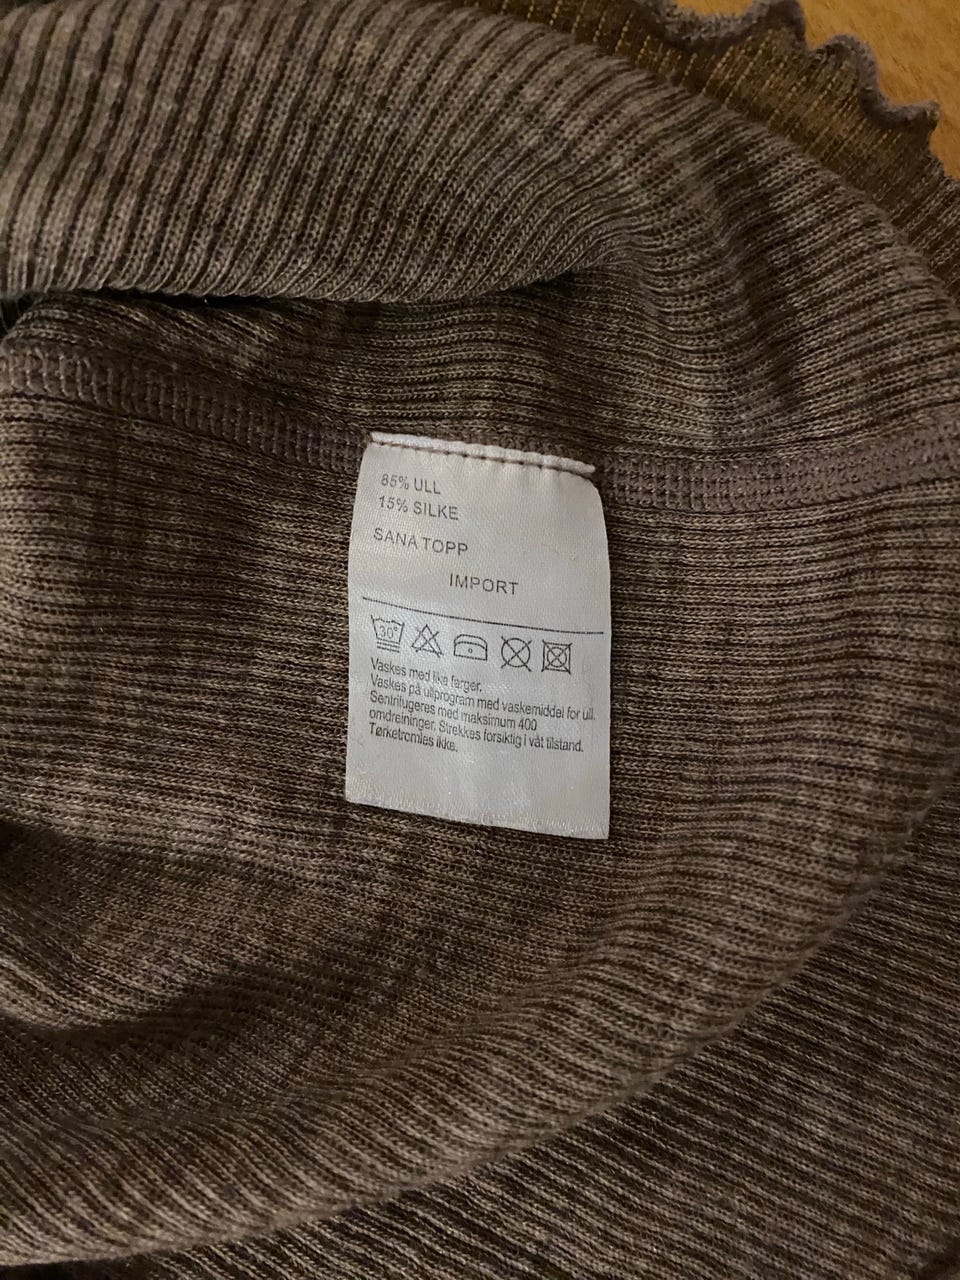 85% ULL
15% SILKE
SANA TOPP
IMPORT
30°
Vaskes med like farger.
Vaskes på ullprogram med vaskemiddel for ull.
Sentrifugeres med maksimum 400
omdreininger. Strekkes forsiktig i våt tilstand.
Tørketromles ikke.